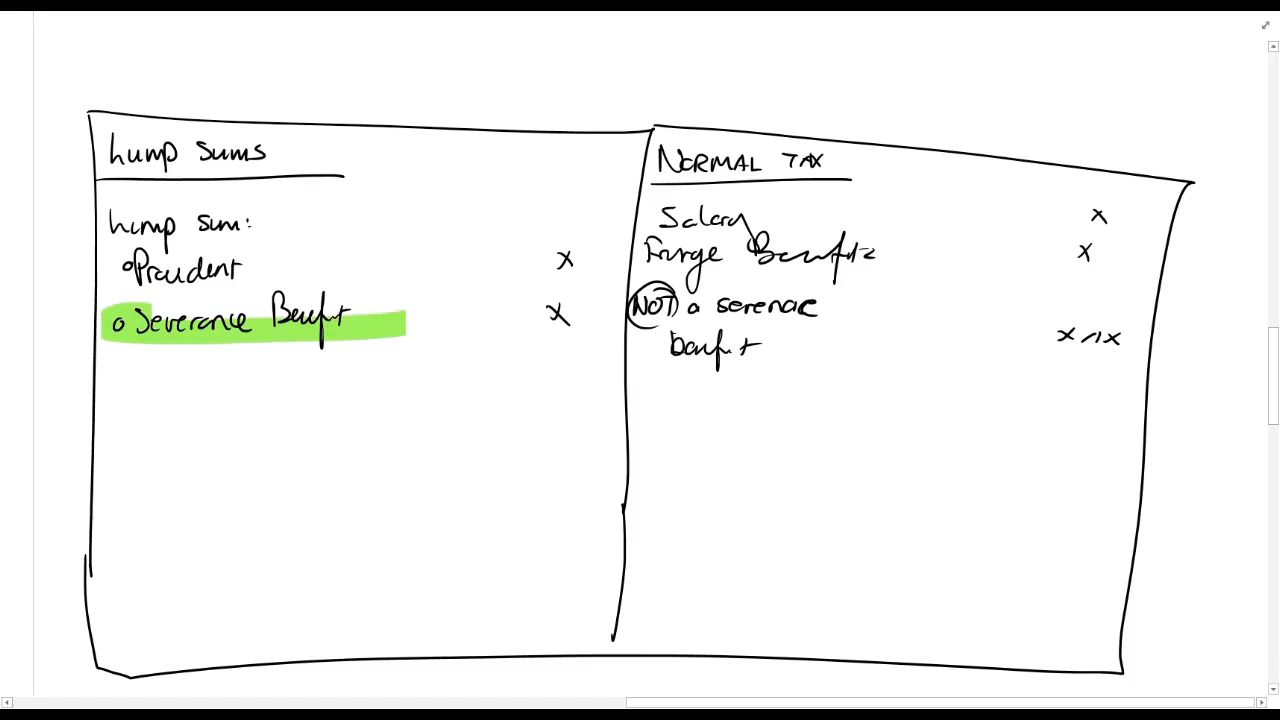 Lump sums
Lump sum:
o Provident x
o Severance Benefit x
NORMAL TAX
Salary x
Fringe Benefits x
NOT a severance
benefit x